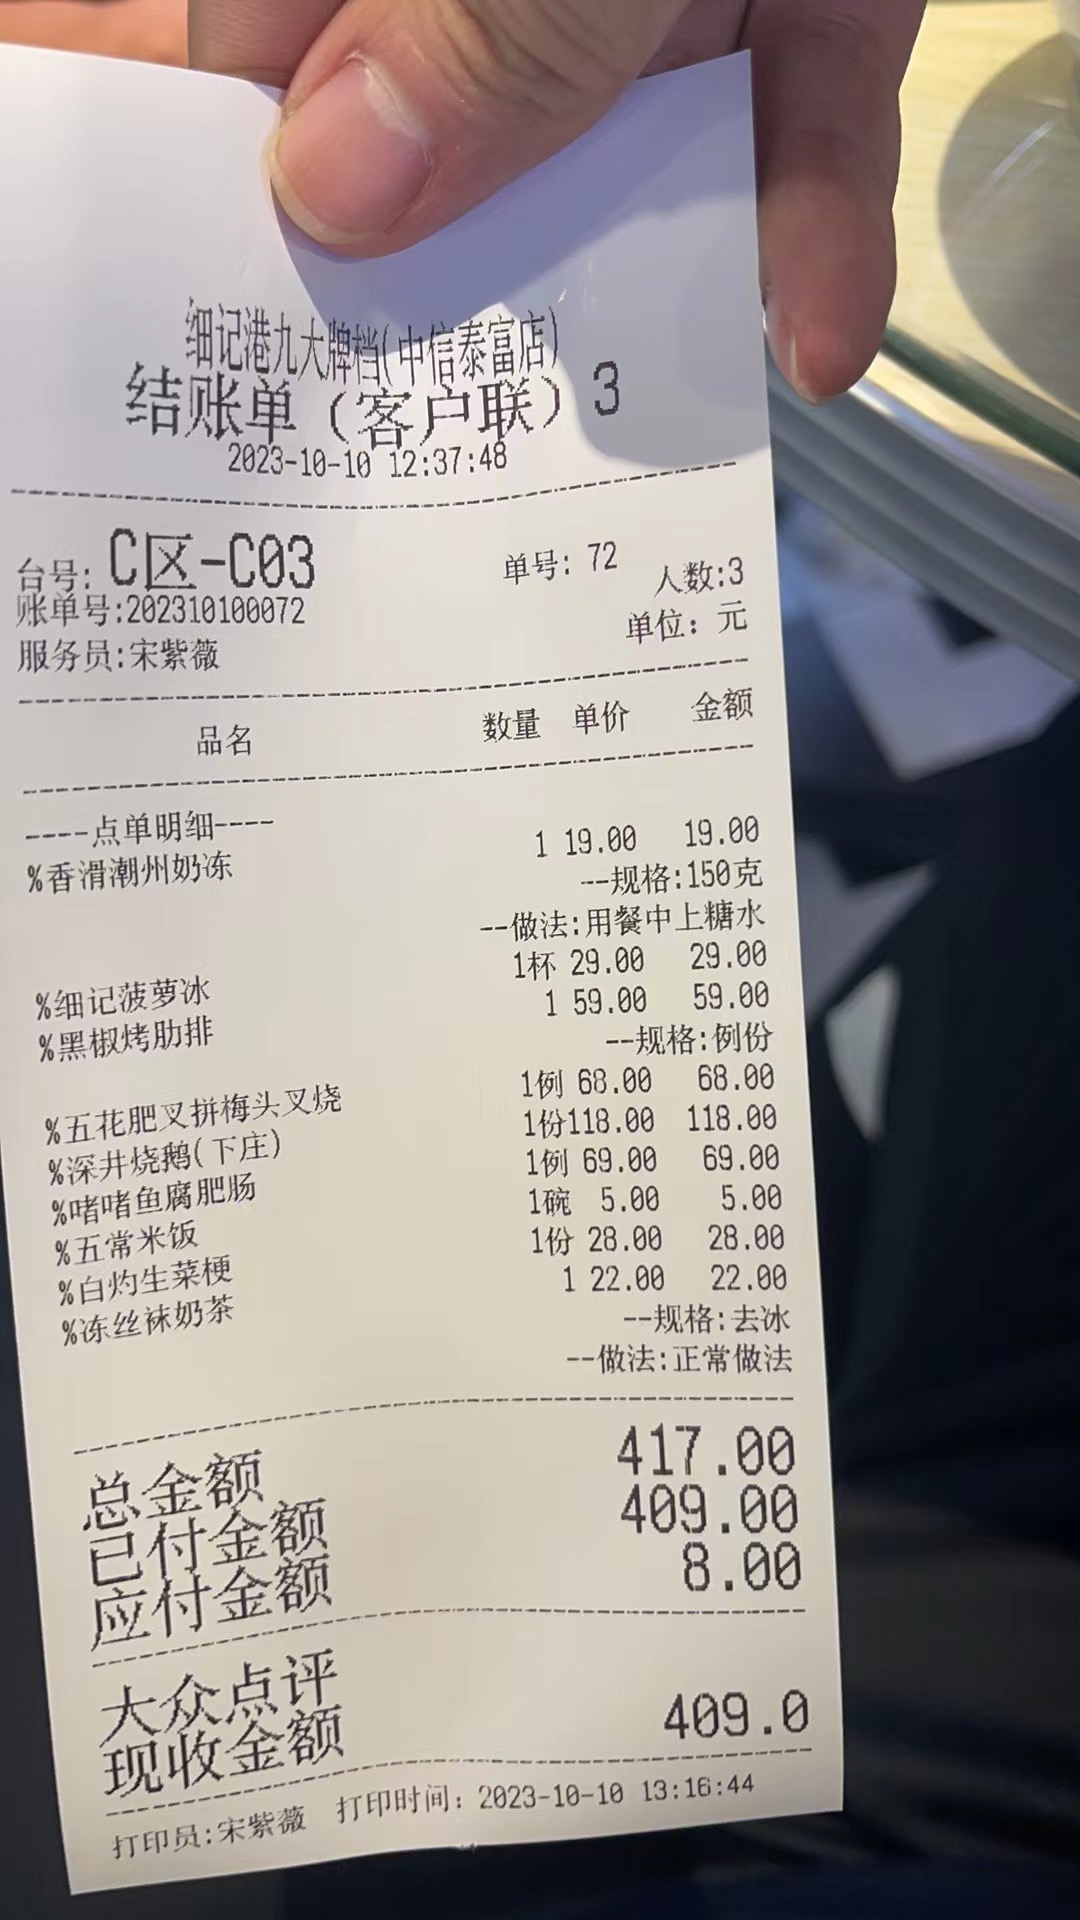 细记港九大牌档(中信泰富店)
结账单（客户联）3
2023-10-10 12:37:48
台号: C区-C03 单号: 72
账单号:202310100072 人数:3
服务员:宋紫薇 单位: 元
品名 数量 单价 金额
----点单明细----
%香滑潮州奶冻 1 19.00 19.00
--规格:150克
--做法:用餐中上糖水
%细记菠萝冰 1杯 29.00 29.00
%黑椒烤肋排 1 59.00 59.00
--规格:例份
%五花肥叉拼梅头叉烧 1例 68.00 68.00
%深井烧鹅(下庄) 1份118.00 118.00
%啫啫鱼腐肥肠 1例 69.00 69.00
%五常米饭 1碗 5.00 5.00
%白灼生菜梗 1份 28.00 28.00
%冻丝袜奶茶 1 22.00 22.00
--规格:去冰
--做法:正常做法
总金额 417.00
已付金额 409.00
应付金额 8.00
大众点评
现收金额 409.0
打印员:宋紫薇 打印时间: 2023-10-10 13:16:44